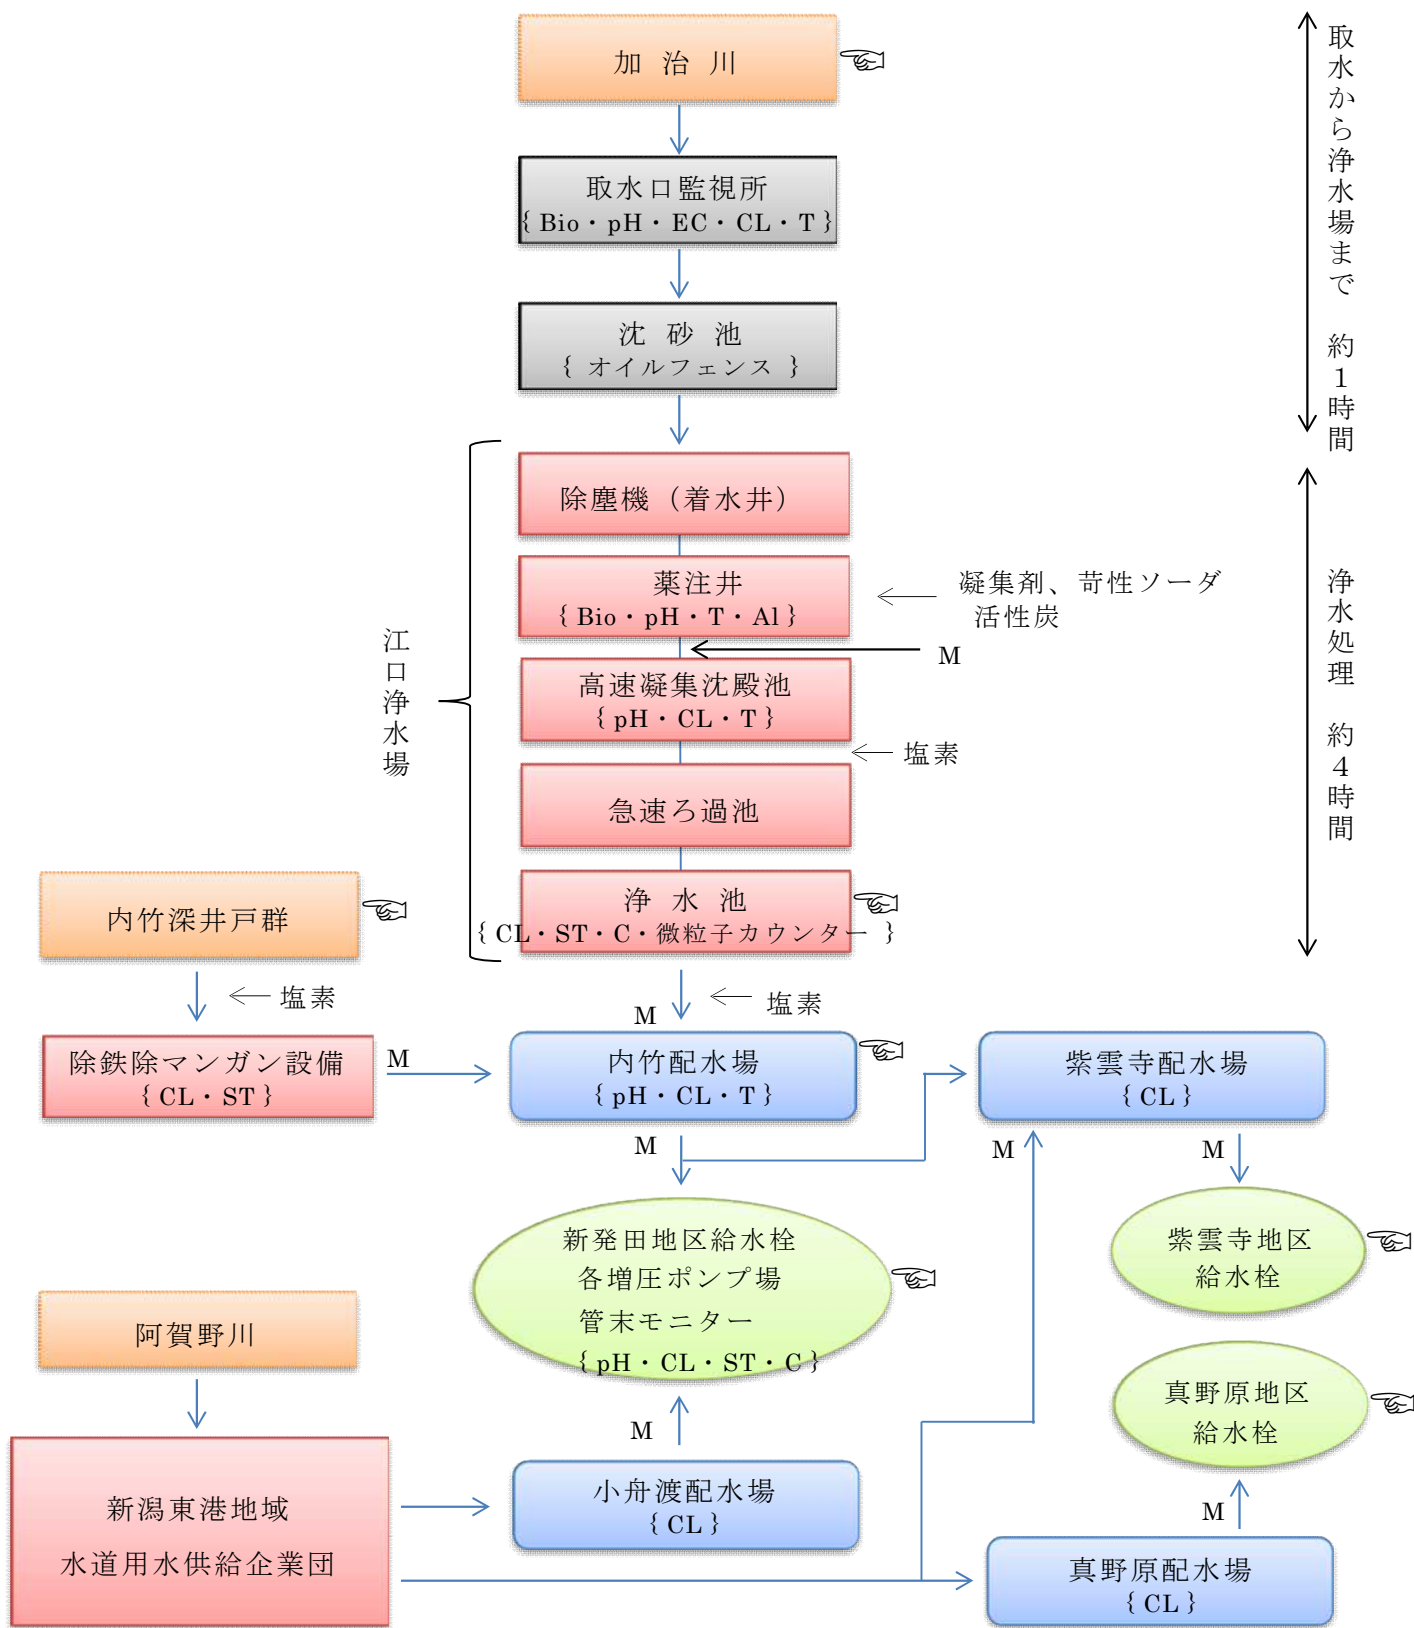 加 治 川
取水口監視所
{ Bio・pH・EC・CL・T }
沈 砂 池
{ オイルフェンス }
取水から浄水場まで 約1時間
除塵機（着水井）
薬注井
{ Bio・pH・T・Al }
凝集剤、苛性ソーダ
活性炭
M
高速凝集沈殿池
{ pH・CL・T }
塩素
急速ろ過池
浄 水 池
{ CL・ST・C・微粒子カウンター }
江口浄水場
浄水処理 約4時間
内竹深井戸群
塩素
除鉄除マンガン設備
{ CL・ST }
M
塩素
M
内竹配水場
{ pH・CL・T }
紫雲寺配水場
{ CL }
M
M
M
新発田地区給水栓
各増圧ポンプ場
管末モニター
{ pH・CL・ST・C }
紫雲寺地区
給水栓
阿賀野川
真野原地区
給水栓
M
新潟東港地域
水道用水供給企業団
小舟渡配水場
{ CL }
M
真野原配水場
{ CL }